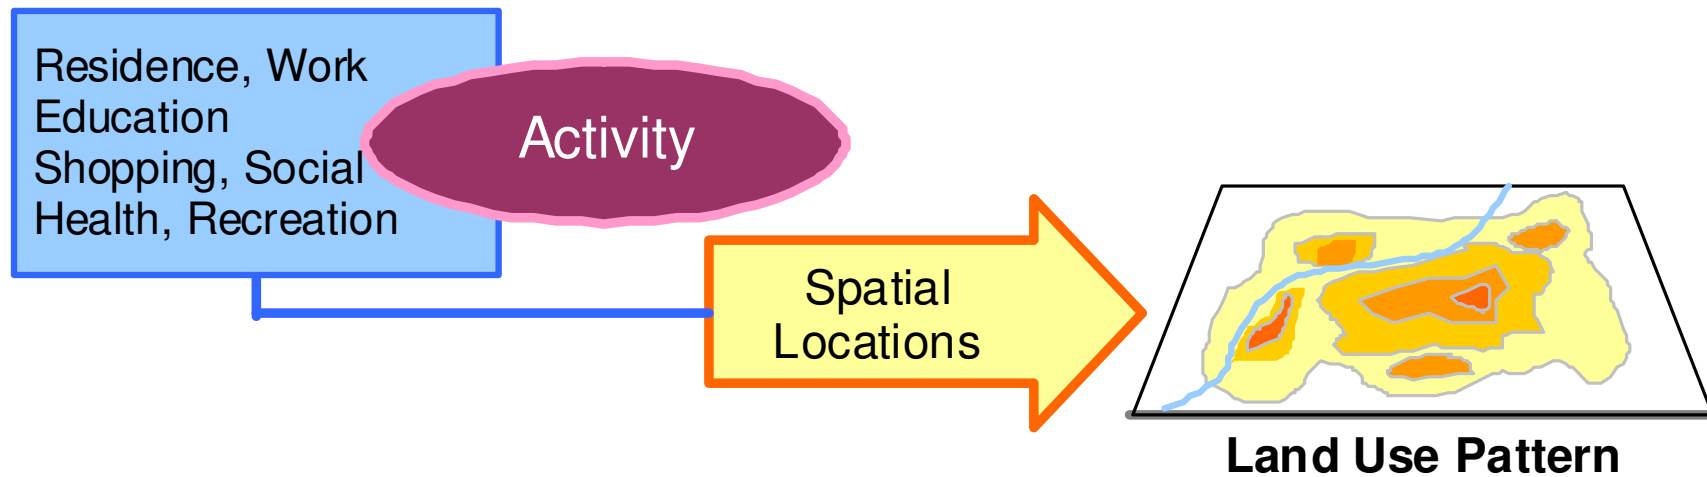 Residence, Work
Education
Shopping, Social
Health, Recreation
Activity
Spatial
Locations
Land Use Pattern